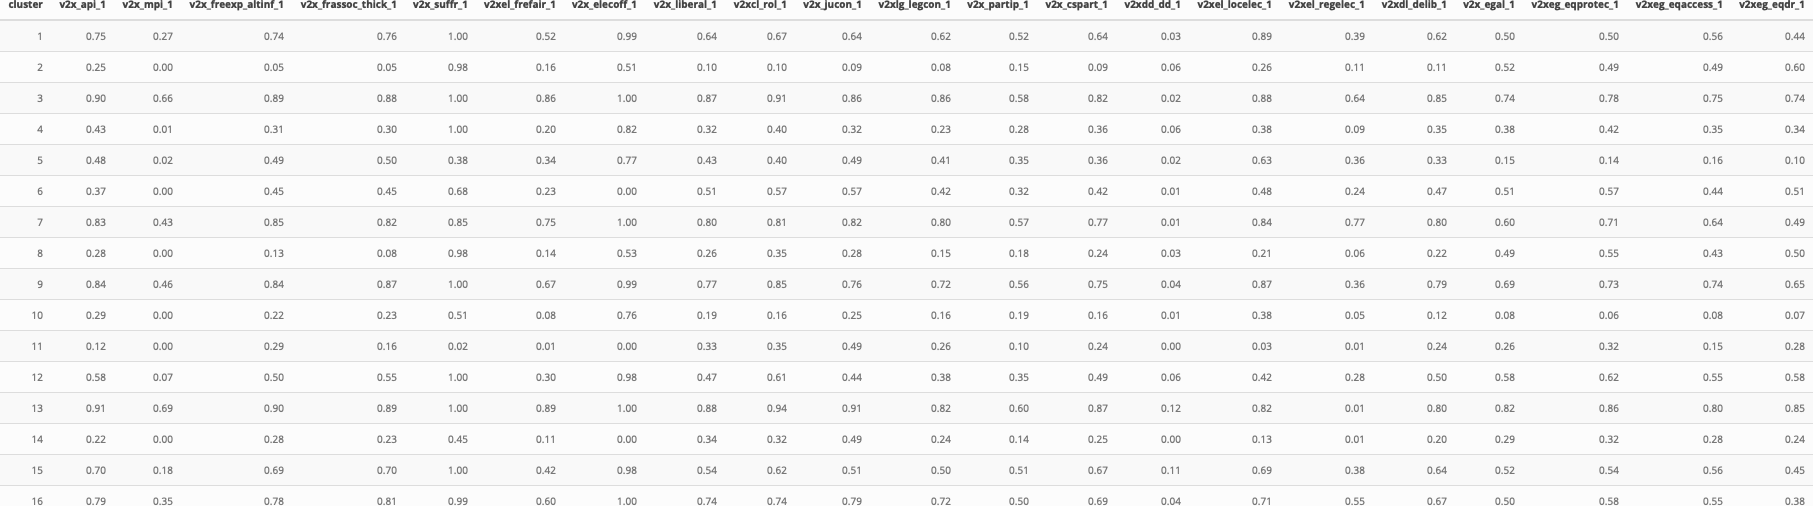 cluster v2x_api_1 v2x_mpi_1 v2x_freexp_altinf_1 v2x_frassoc_thick_1 v2x_suffr_1 v2xel_frefair_1 v2x_elecoff_1 v2x_liberal_1 v2xcl_rol_1 v2x_jucon_1 v2xlg_legcon_1 v2x_partip_1 v2x_cspart_1 v2xdd_dd_1 v2xel_locelec_1 v2xel_regelec_1 v2xdl_delib_1 v2x_egal_1 v2xeg_eqprotec_1 v2xeg_eqaccess_1 v2xeg_eqdr_1
1 0.75 0.27 0.74 0.76 1.00 0.52 0.99 0.64 0.67 0.64 0.62 0.52 0.64 0.03 0.89 0.39 0.62 0.50 0.50 0.56 0.44
2 0.25 0.00 0.05 0.05 0.98 0.16 0.51 0.10 0.10 0.09 0.08 0.15 0.09 0.06 0.26 0.11 0.11 0.52 0.49 0.49 0.60
3 0.90 0.66 0.89 0.88 1.00 0.86 1.00 0.87 0.91 0.86 0.86 0.58 0.82 0.02 0.88 0.64 0.85 0.74 0.78 0.75 0.74
4 0.43 0.01 0.31 0.30 1.00 0.20 0.82 0.32 0.40 0.32 0.23 0.28 0.36 0.06 0.38 0.09 0.35 0.38 0.42 0.35 0.34
5 0.48 0.02 0.49 0.50 0.38 0.34 0.77 0.43 0.40 0.49 0.41 0.35 0.36 0.02 0.63 0.36 0.33 0.15 0.14 0.16 0.10
6 0.37 0.00 0.45 0.45 0.68 0.23 0.00 0.51 0.57 0.57 0.42 0.32 0.42 0.01 0.48 0.24 0.47 0.51 0.57 0.44 0.51
7 0.83 0.43 0.85 0.82 0.85 0.75 1.00 0.80 0.81 0.82 0.80 0.57 0.77 0.01 0.84 0.77 0.80 0.60 0.71 0.64 0.49
8 0.28 0.00 0.13 0.08 0.98 0.14 0.53 0.26 0.35 0.28 0.15 0.18 0.24 0.03 0.21 0.06 0.22 0.49 0.55 0.43 0.50
9 0.84 0.46 0.84 0.87 1.00 0.67 0.99 0.77 0.85 0.76 0.72 0.56 0.75 0.04 0.87 0.36 0.79 0.69 0.73 0.74 0.65
10 0.29 0.00 0.22 0.23 0.51 0.08 0.76 0.19 0.16 0.25 0.16 0.19 0.16 0.01 0.38 0.05 0.12 0.08 0.06 0.08 0.07
11 0.12 0.00 0.29 0.16 0.02 0.01 0.00 0.33 0.35 0.49 0.26 0.10 0.24 0.00 0.03 0.01 0.24 0.26 0.32 0.15 0.28
12 0.58 0.07 0.50 0.55 1.00 0.30 0.98 0.47 0.61 0.44 0.38 0.35 0.49 0.06 0.42 0.28 0.50 0.58 0.62 0.55 0.58
13 0.91 0.69 0.90 0.89 1.00 0.89 1.00 0.88 0.94 0.91 0.82 0.60 0.87 0.12 0.82 0.01 0.80 0.82 0.86 0.80 0.85
14 0.22 0.00 0.28 0.23 0.45 0.11 0.00 0.34 0.32 0.49 0.24 0.14 0.25 0.00 0.13 0.01 0.20 0.29 0.32 0.28 0.24
15 0.70 0.18 0.69 0.70 1.00 0.42 0.98 0.54 0.62 0.51 0.50 0.51 0.67 0.11 0.69 0.38 0.64 0.52 0.54 0.56 0.45
16 0.79 0.35 0.78 0.81 0.99 0.60 1.00 0.74 0.74 0.79 0.72 0.50 0.69 0.04 0.71 0.55 0.67 0.50 0.58 0.55 0.38